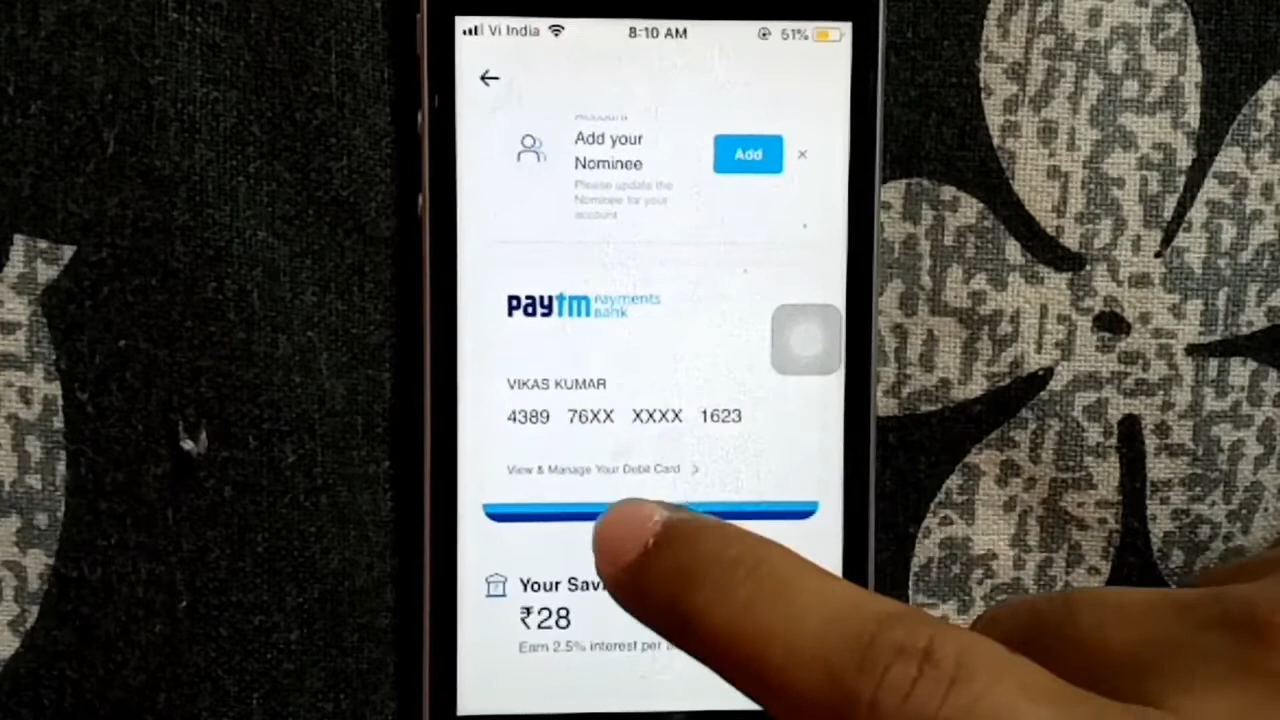 Vi India 8:10 AM 51%
Account
Add your
Nominee
Add
Please update the
Nominee for your
account
paytm payments
bank
VIKAS KUMAR
4389 76XX XXXX 1623
View & Manage Your Debit Card
Your
₹28
Earn 2.5% interest per